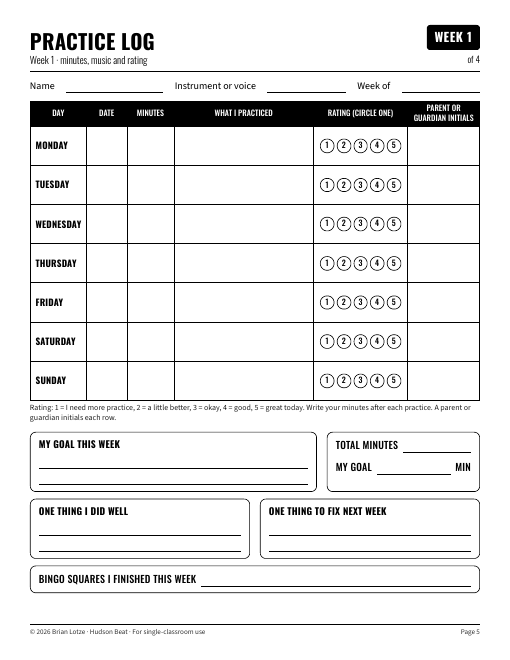 PRACTICE LOG
WEEK 1
Week 1 · minutes, music and rating
of 4
Name
Instrument or voice
Week of
DAY DATE MINUTES WHAT I PRACTICED RATING (CIRCLE ONE) PARENT OR GUARDIAN INITIALS
MONDAY 1 2 3 4 5
TUESDAY 1 2 3 4 5
WEDNESDAY 1 2 3 4 5
THURSDAY 1 2 3 4 5
FRIDAY 1 2 3 4 5
SATURDAY 1 2 3 4 5
SUNDAY 1 2 3 4 5
Rating: 1 = I need more practice, 2 = a little better, 3 = okay, 4 = good, 5 = great today. Write your minutes after each practice. A parent or
guardian initials each row.
MY GOAL THIS WEEK
TOTAL MINUTES
MY GOAL MIN
ONE THING I DID WELL
ONE THING TO FIX NEXT WEEK
BINGO SQUARES I FINISHED THIS WEEK
© 2026 Brian Lotze · Hudson Beat · For single-classroom use
Page 5